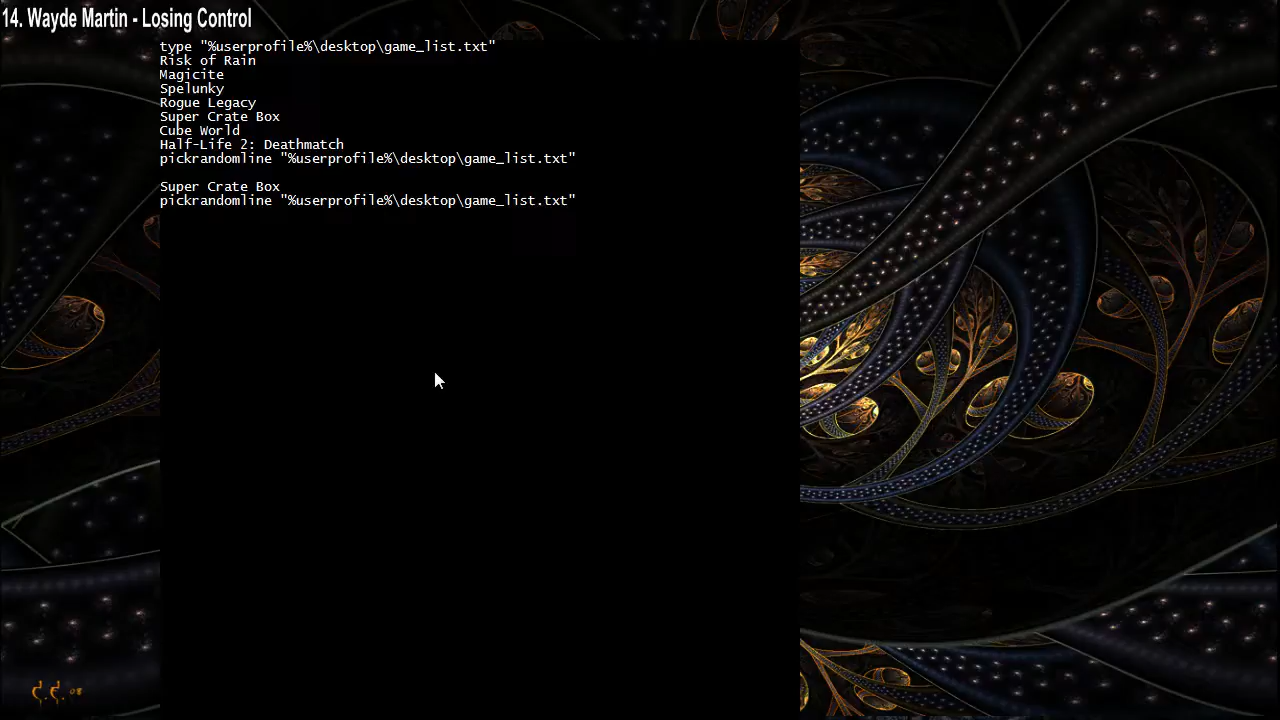 14. Wayde Martin - Losing Control
type "%userprofile%\desktop\game_list.txt"
Risk of Rain
Magicite
Spelunky
Rogue Legacy
Super Crate Box
Cube World
Half-Life 2: Deathmatch
pickrandomline "%userprofile%\desktop\game_list.txt"
Super Crate Box
pickrandomline "%userprofile%\desktop\game_list.txt"